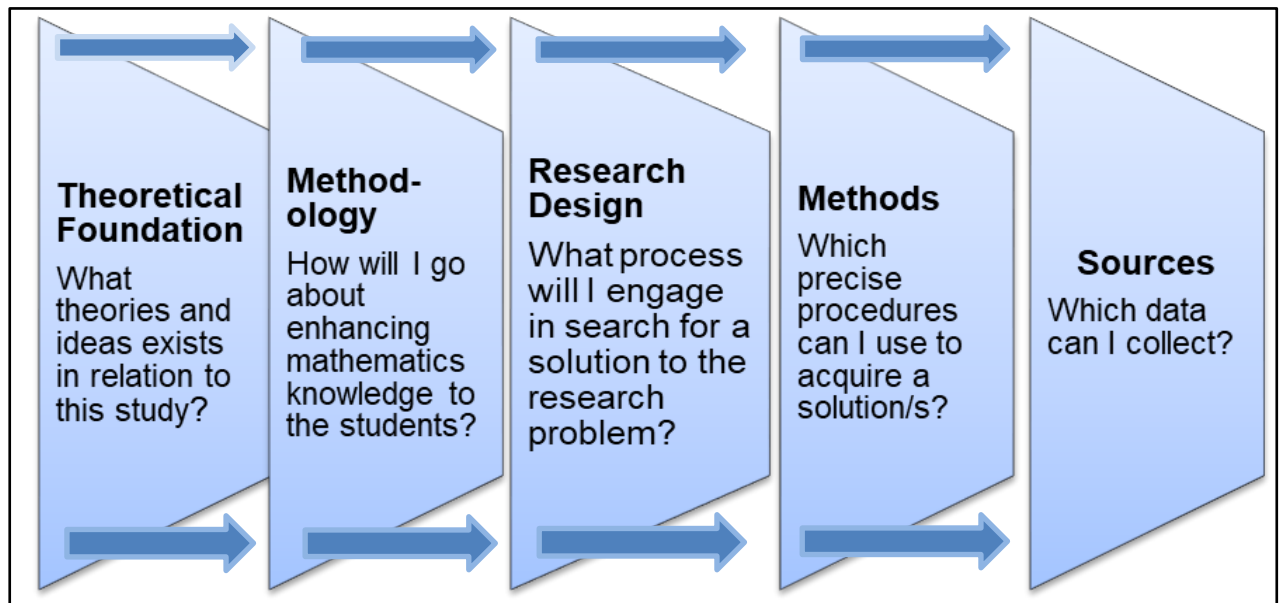 Theoretical
Foundation
What
theories and
ideas exists
in relation to
this study?
Method-
ology
How will I go
about
enhancing
mathematics
knowledge to
the students?
Research
Design
What process
will I engage
in search for a
solution to the
research
problem?
Methods
Which
precise
procedures
can I use to
acquire a
solution/s?
Sources
Which data
can I collect?